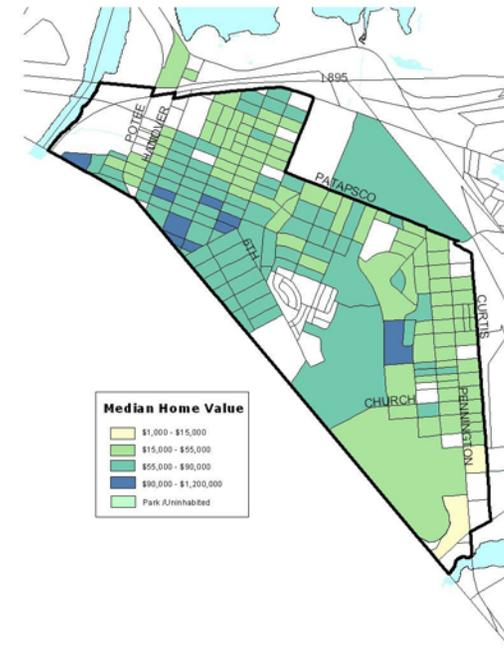 I 895
POTEE
HANOVER
PATAPSCO
6TH
CURTIS
CHURCH
PENNINGTON
Median Home Value
$1,000 - $15,000
$15,000 - $55,000
$55,000 - $90,000
$90,000 - $1,200,000
Park /Uninhabited